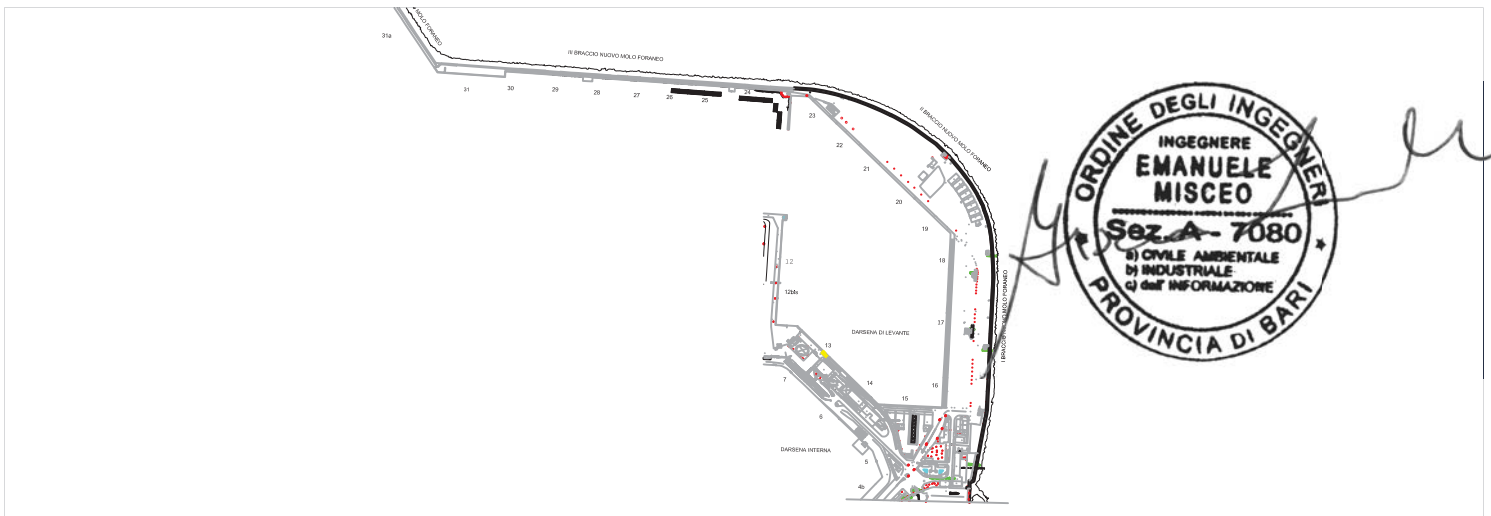 MOLO FORANEO
31a
III BRACCIO NUOVO MOLO FORANEO
31
30
29
28
27
26
25
24
23
22
21
20
19
18
17
16
15
14
13
12
12bis
II BRACCIO NUOVO MOLO FORANEO
I BRACCIO NUOVO MOLO FORANEO
DARSENA DI LEVANTE
7
6
5
4b
DARSENA INTERNA
ORDINE DEGLI INGEGNERI
INGEGNERE
EMANUELE
MISCEO
Sez. A - 7080
a) CIVILE AMBIENTALE
b) INDUSTRIALE
c) dell' INFORMAZIONE
PROVINCIA DI BARI